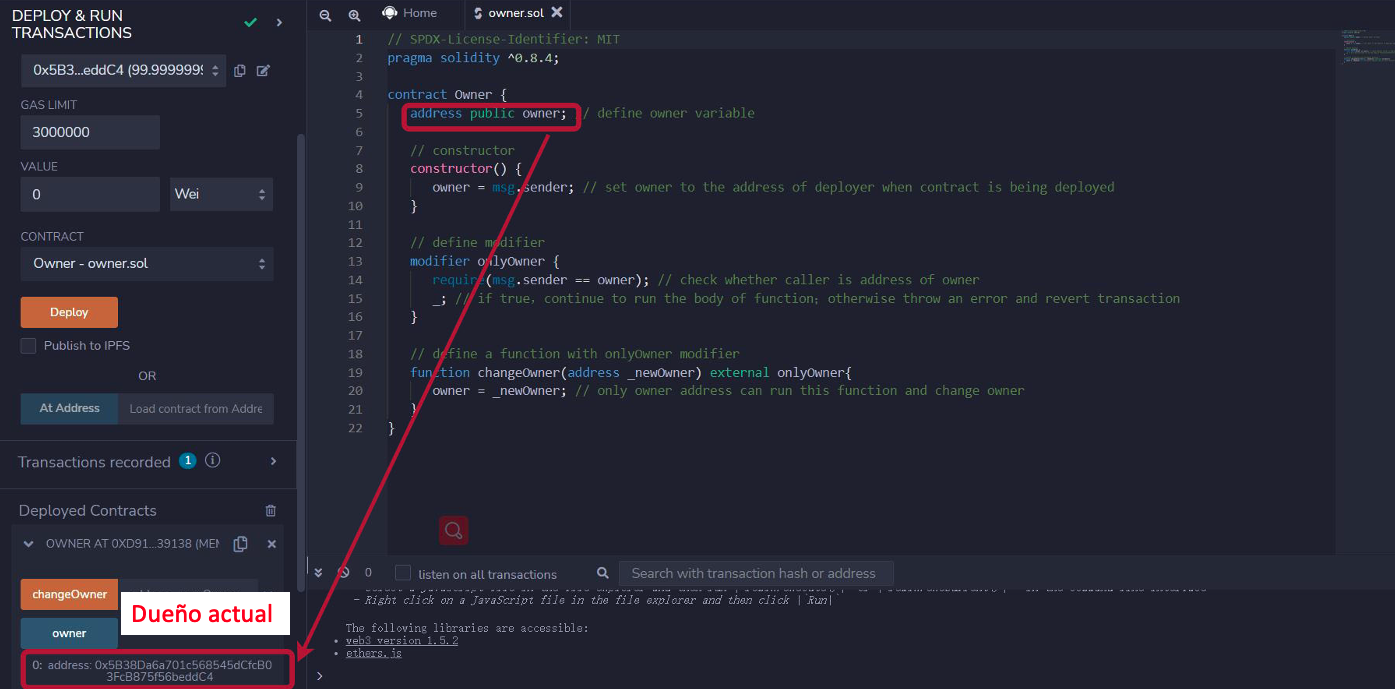 DEPLOY & RUN
TRANSACTIONS
0x5B3...eddC4 (99.9999999
GAS LIMIT
3000000
VALUE
0
Wei
CONTRACT
Owner - owner.sol
Deploy
Publish to IPFS
OR
At Address
Load contract from Addre
Transactions recorded 1 i
Deployed Contracts
OWNER AT 0XD91...39138 (MEM
changeOwner
Dueño actual
owner
0: address: 0x5B38Da6a701c568545dCfcB0
3FcB875f56beddC4
Home
owner.sol
1 // SPDX-License-Identifier: MIT
2 pragma solidity ^0.8.4;
3
4 contract Owner {
5 address public owner; // define owner variable
6
7 // constructor
8 constructor() {
9 owner = msg.sender; // set owner to the address of deployer when contract is being deployed
10 }
11
12 // define modifier
13 modifier onlyOwner {
14 require(msg.sender == owner); // check whether caller is address of owner
15 _; // if true, continue to run the body of function; otherwise throw an error and revert transaction
16 }
17
18 // define a function with onlyOwner modifier
19 function changeOwner(address _newOwner) external onlyOwner{
20 owner = _newOwner; // only owner address can run this function and change owner
21 }
22 }
0
listen on all transactions
Search with transaction hash or address
- Right click on a JavaScript file in the file explorer and then click `Run`
The following libraries are accessible:
• web3 version 1.5.2
• ethers.js
>